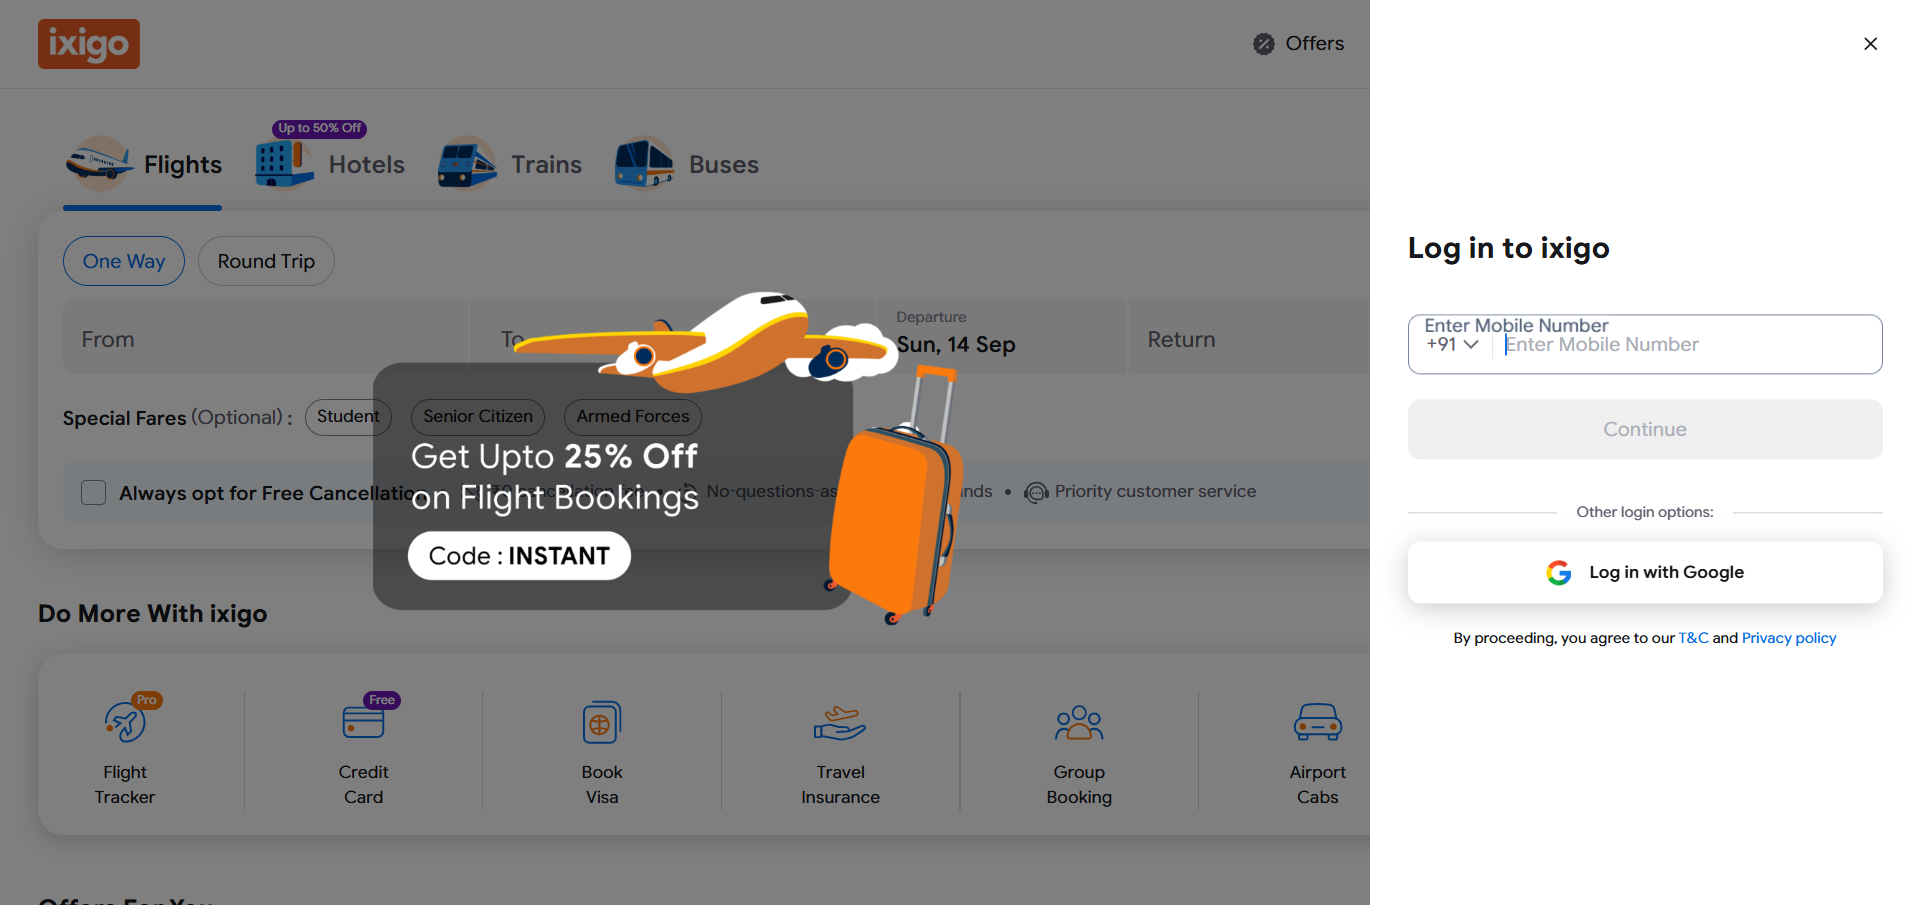 ixigo
Offers
Up to 50% Off
Flights
Hotels
Trains
Buses
One Way
Round Trip
From
To
Departure
Sun, 14 Sep
Return
Special Fares (Optional) :
Student
Senior Citizen
Armed Forces
Always opt for Free Cancellation
No-questions-as
nds • Priority customer service
Get Upto 25% Off
on Flight Bookings
Code : INSTANT
Do More With ixigo
Pro
Flight
Tracker
Free
Credit
Card
Book
Visa
Travel
Insurance
Group
Booking
Airport
Cabs
Offers For You
Log in to ixigo
Enter Mobile Number
+91
Enter Mobile Number
Continue
Other login options:
Log in with Google
By proceeding, you agree to our T&C and Privacy policy